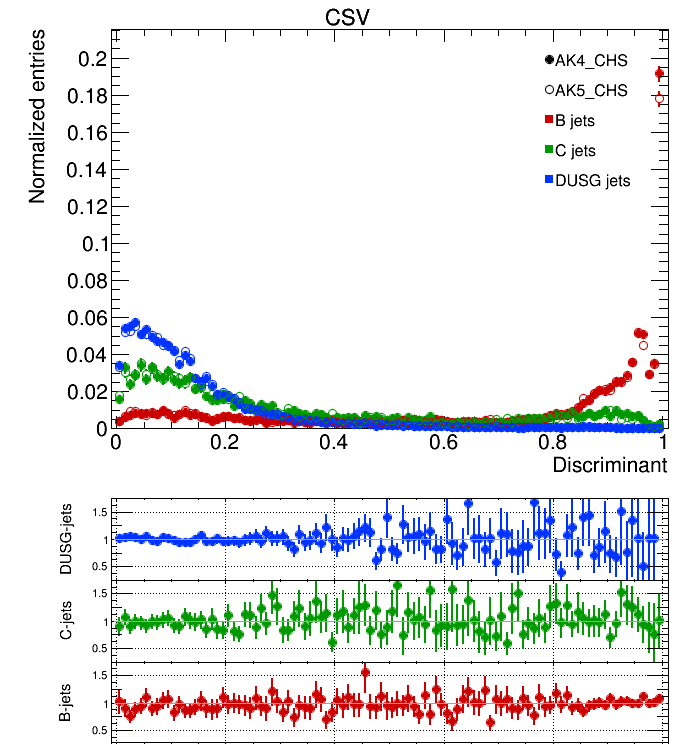 CSV
Normalized entries
0.2
0.18
0.16
0.14
0.12
0.1
0.08
0.06
0.04
0.02
0
AK4_CHS
AK5_CHS
B jets
C jets
DUSG jets
0 0.2 0.4 0.6 0.8 1
Discriminant
DUSG-jets
1.5
1
0.5
C-jets
1.5
1
0.5
B-jets
1.5
1
0.5